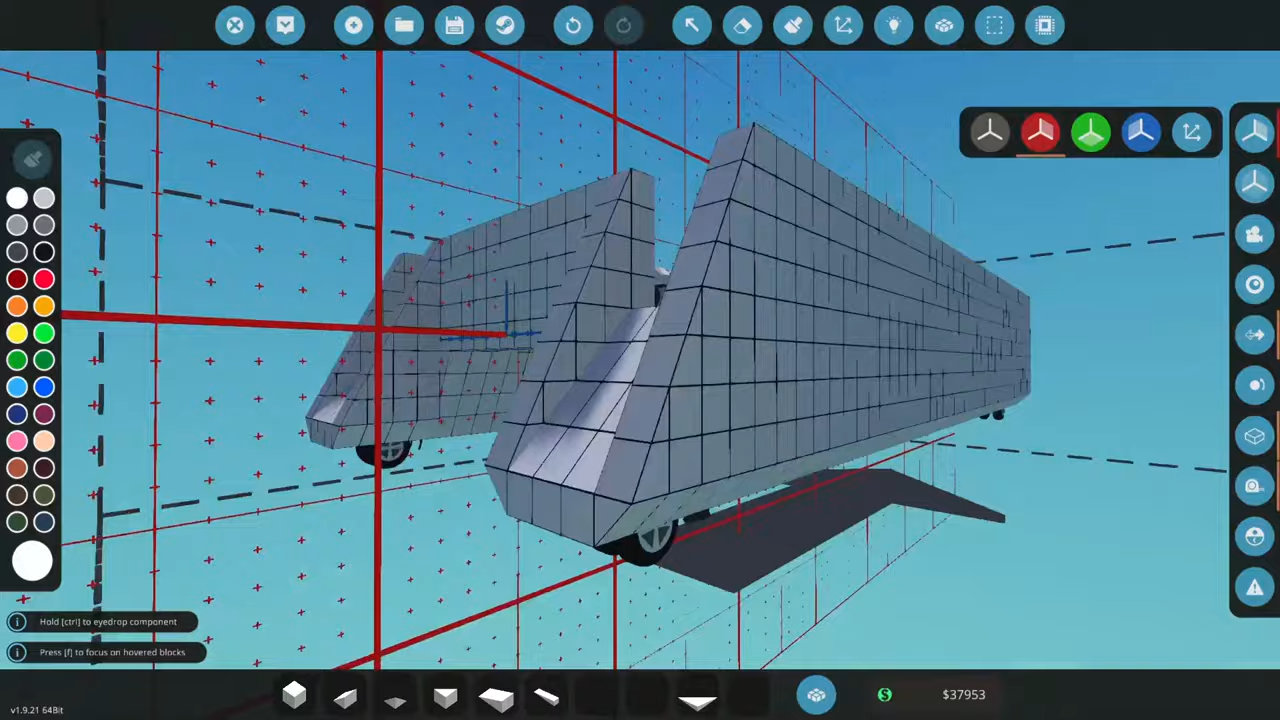 Hold [ctrl] to eyedrop component
Press [f] to focus on hovered blocks
$37953
v1.9.21 64Bit